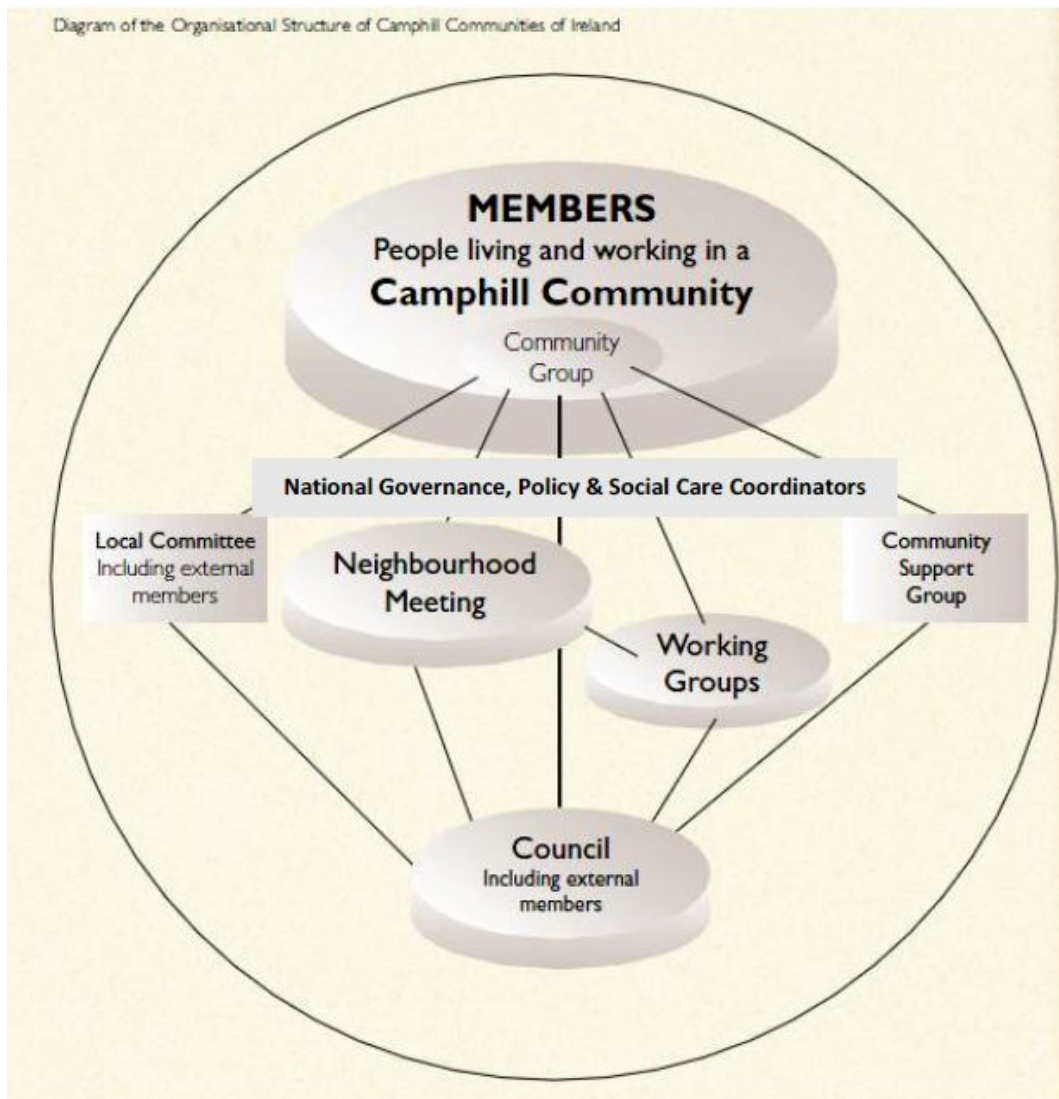 Diagram of the Organisational Structure of Camphill Communities of Ireland
MEMBERS
People living and working in a
Camphill Community
Community
Group
National Governance, Policy & Social Care Coordinators
Local Committee
Including external
members
Neighbourhood
Meeting
Working
Groups
Community
Support
Group
Council
Including external
members